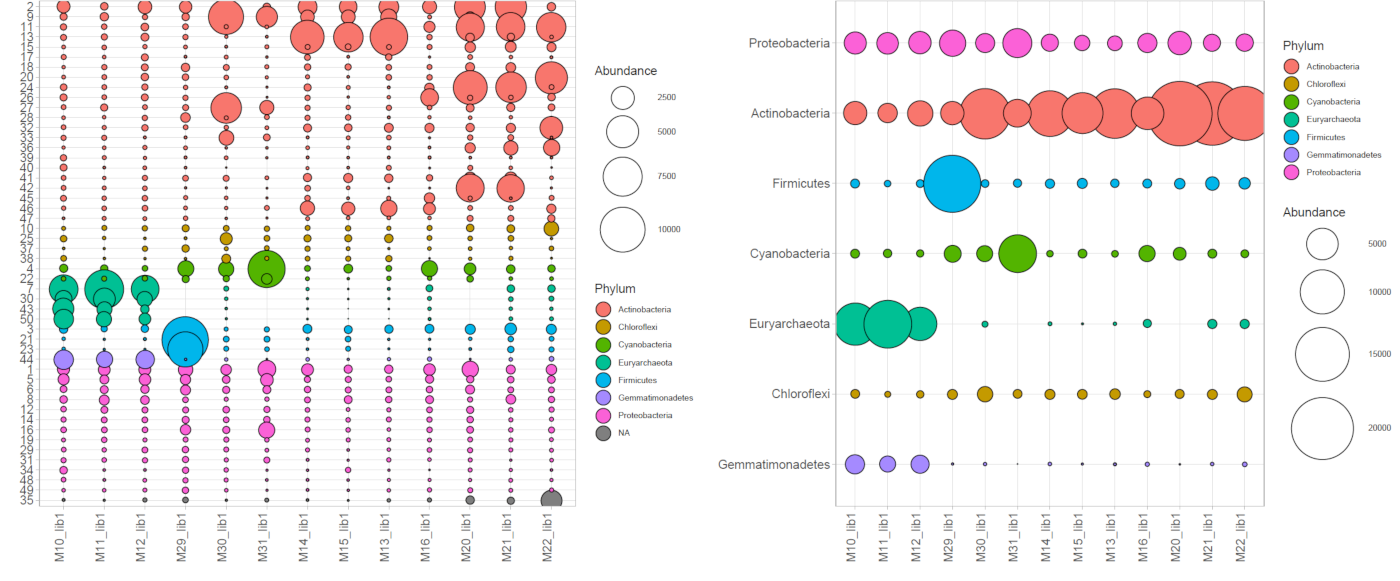 2
9
11
13
15
17
18
20
24
26
27
28
32
33
36
39
40
41
42
45
46
47
10
25
37
38
4
22
7
30
43
50
3
21
23
44
1
5
6
8
12
14
16
19
29
31
34
48
49
35
M10_lib1
M11_lib1
M12_lib1
M29_lib1
M30_lib1
M31_lib1
M14_lib1
M15_lib1
M13_lib1
M16_lib1
M20_lib1
M21_lib1
M22_lib1
Abundance
2500
5000
7500
10000
Phylum
Actinobacteria
Chloroflexi
Cyanobacteria
Euryarchaeota
Firmicutes
Gemmatimonadetes
Proteobacteria
NA
Proteobacteria
Actinobacteria
Firmicutes
Cyanobacteria
Euryarchaeota
Chloroflexi
Gemmatimonadetes
M10_lib1
M11_lib1
M12_lib1
M29_lib1
M30_lib1
M31_lib1
M14_lib1
M15_lib1
M13_lib1
M16_lib1
M20_lib1
M21_lib1
M22_lib1
Phylum
Actinobacteria
Chloroflexi
Cyanobacteria
Euryarchaeota
Firmicutes
Gemmatimonadetes
Proteobacteria
Abundance
5000
10000
15000
20000